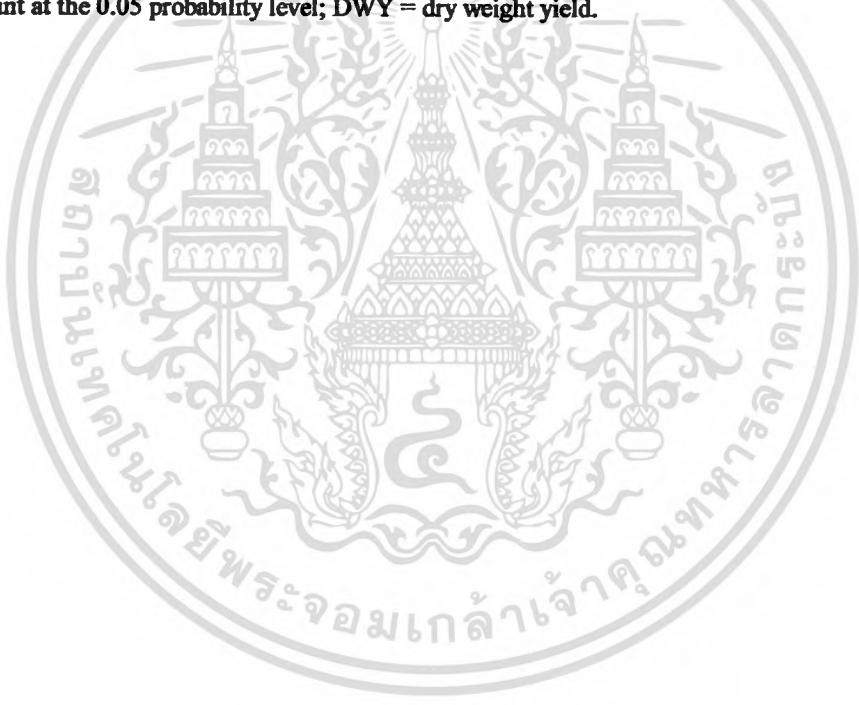 nt at the 0.05 probability level; DWY = dry weight yield.
สถาบันเทคโนโลยีพระจอมเกล้าเจ้าคุณทหารลาดกระบัง